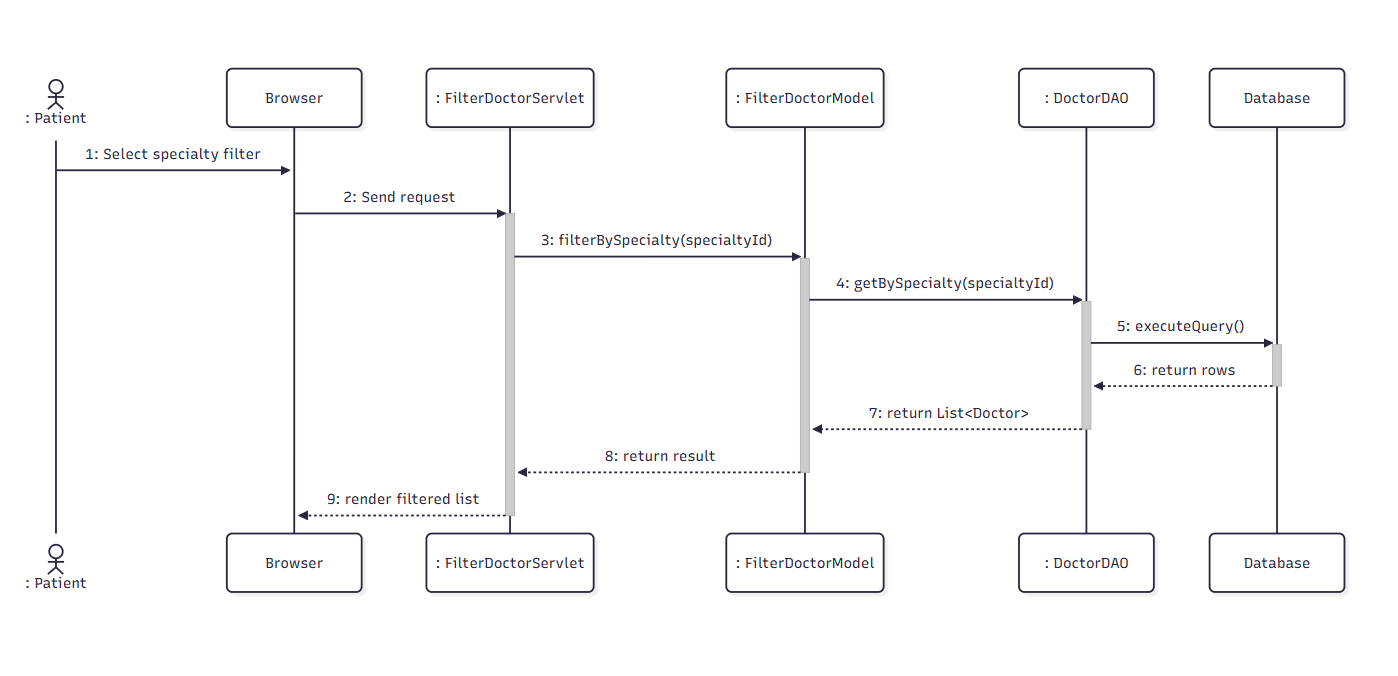 : Patient
Browser
: FilterDoctorServlet
: FilterDoctorModel
: DoctorDAO
Database
1: Select specialty filter
2: Send request
3: filterBySpecialty(specialtyId)
4: getBySpecialty(specialtyId)
5: executeQuery()
6: return rows
7: return List<Doctor>
8: return result
9: render filtered list
: Patient
Browser
: FilterDoctorServlet
: FilterDoctorModel
: DoctorDAO
Database